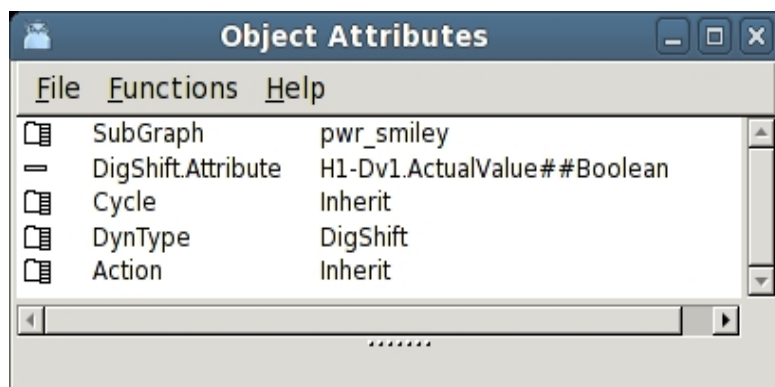 Object Attributes
File Functions Help
SubGraph pwr_smiley
DigShift.Attribute H1-Dv1.ActualValue##Boolean
Cycle Inherit
DynType DigShift
Action Inherit